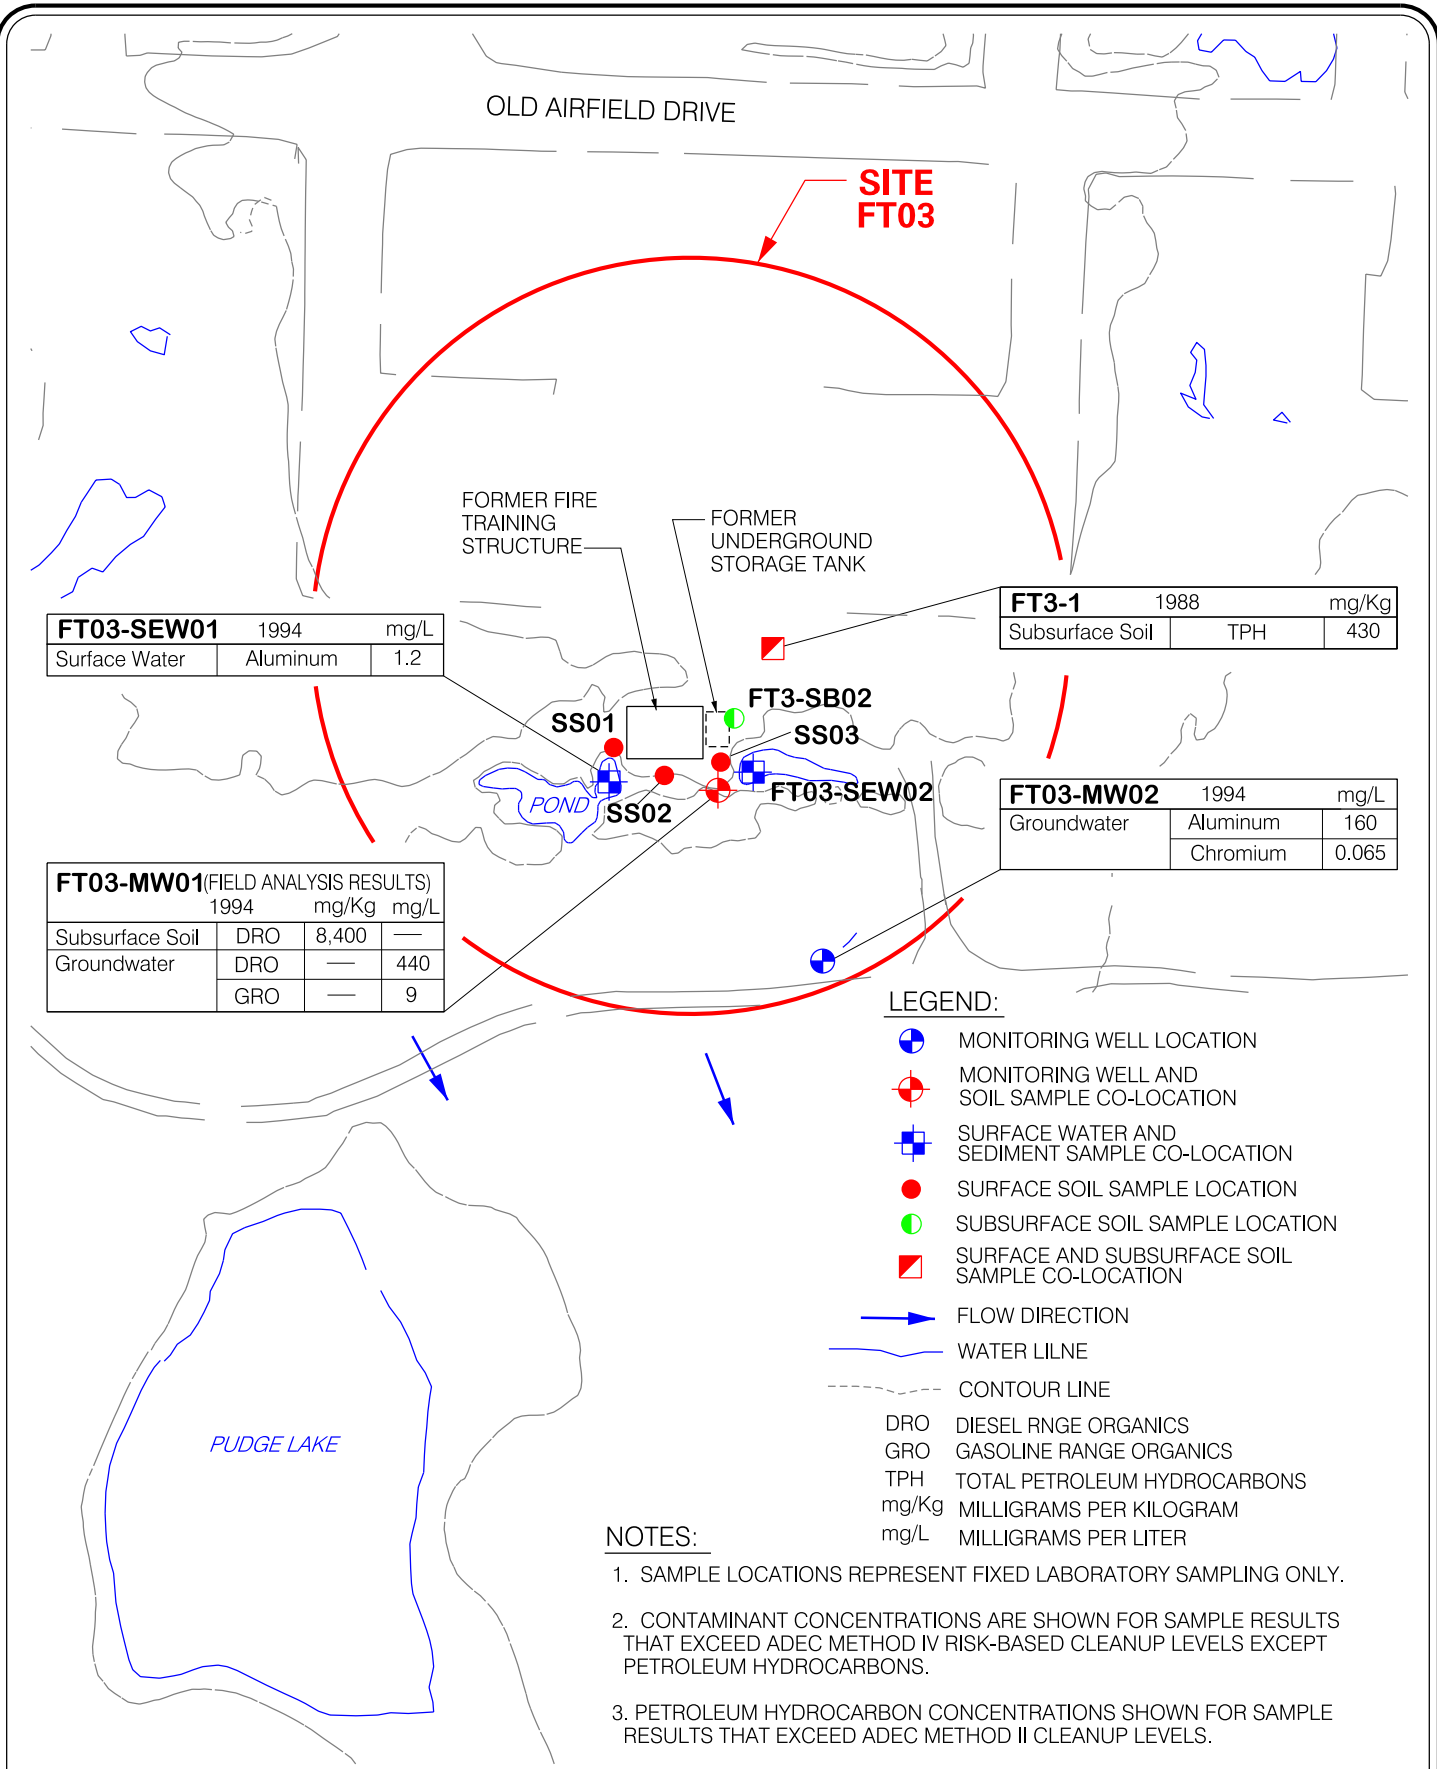 OLD AIRFIELD DRIVE
SITE
FT03
FORMER FIRE
TRAINING
STRUCTURE
FORMER
UNDERGROUND
STORAGE TANK
FT03-SEW01 1994 mg/L
Surface Water Aluminum 1.2
FT3-1 1988 mg/Kg
Subsurface Soil TPH 430
FT3-SB02
SS01
SS03
POND
SS02
FT03-SEW02
FT03-MW02 1994 mg/L
Groundwater Aluminum 160
Chromium 0.065
FT03-MW01(FIELD ANALYSIS RESULTS)
1994 mg/Kg mg/L
Subsurface Soil DRO 8,400 —
Groundwater DRO — 440
GRO — 9
LEGEND:
MONITORING WELL LOCATION
MONITORING WELL AND
SOIL SAMPLE CO-LOCATION
SURFACE WATER AND
SEDIMENT SAMPLE CO-LOCATION
SURFACE SOIL SAMPLE LOCATION
SUBSURFACE SOIL SAMPLE LOCATION
SURFACE AND SUBSURFACE SOIL
SAMPLE CO-LOCATION
FLOW DIRECTION
WATER LILNE
CONTOUR LINE
DRO DIESEL RNGE ORGANICS
GRO GASOLINE RANGE ORGANICS
TPH TOTAL PETROLEUM HYDROCARBONS
mg/Kg MILLIGRAMS PER KILOGRAM
mg/L MILLIGRAMS PER LITER
PUDGE LAKE
NOTES:
1. SAMPLE LOCATIONS REPRESENT FIXED LABORATORY SAMPLING ONLY.
2. CONTAMINANT CONCENTRATIONS ARE SHOWN FOR SAMPLE RESULTS
THAT EXCEED ADEC METHOD IV RISK-BASED CLEANUP LEVELS EXCEPT
PETROLEUM HYDROCARBONS.
3. PETROLEUM HYDROCARBON CONCENTRATIONS SHOWN FOR SAMPLE
RESULTS THAT EXCEED ADEC METHOD II CLEANUP LEVELS.